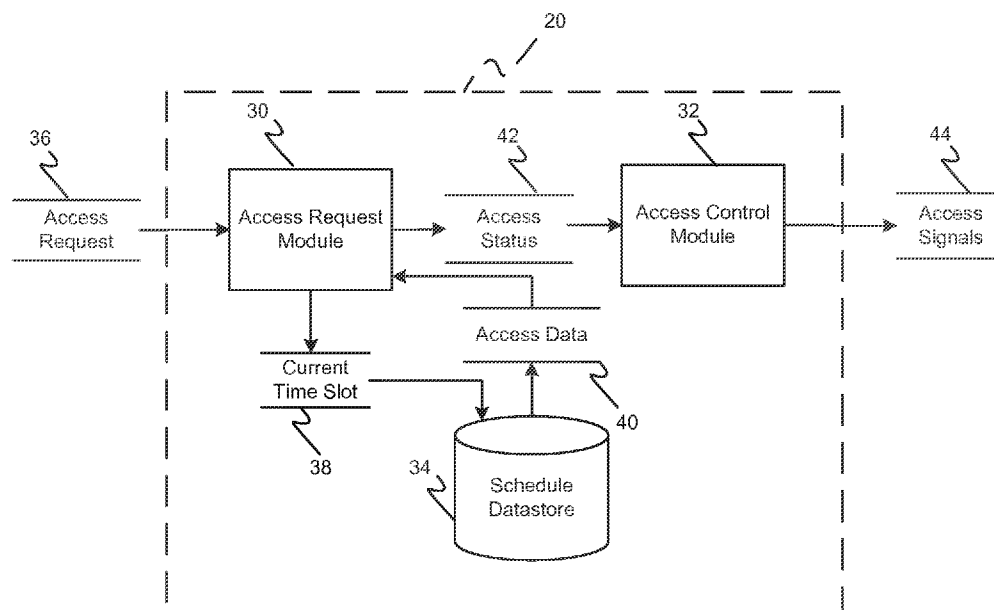 20
30
32
36
42
44
Access
Request
Access Request
Module
Access
Status
Access Control
Module
Access
Signals
Access Data
Current
Time Slot
40
38
34
Schedule
Datastore